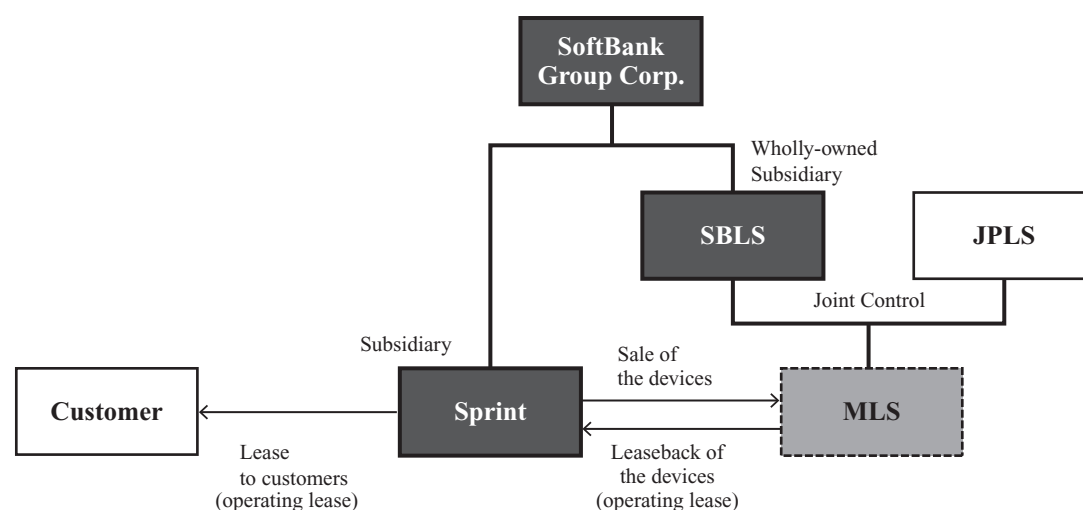 SoftBank
Group Corp.
Wholly-owned
Subsidiary
SBLS
JPLS
Joint Control
Subsidiary
Sale of
the devices
Customer
Sprint
MLS
Lease
to customers
(operating lease)
Leaseback of
the devices
(operating lease)